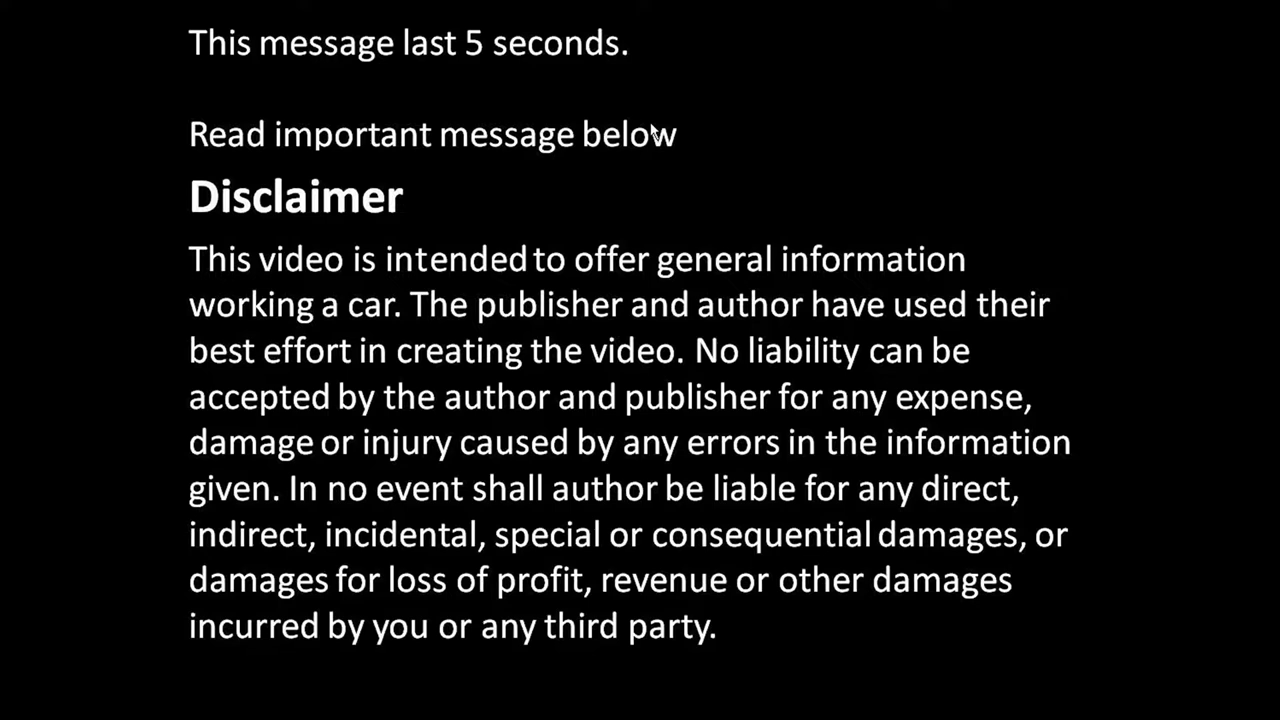 This message last 5 seconds.
Read important message below
Disclaimer
This video is intended to offer general information
working a car. The publisher and author have used their
best effort in creating the video. No liability can be
accepted by the author and publisher for any expense,
damage or injury caused by any errors in the information
given. In no event shall author be liable for any direct,
indirect, incidental, special or consequential damages, or
damages for loss of profit, revenue or other damages
incurred by you or any third party.